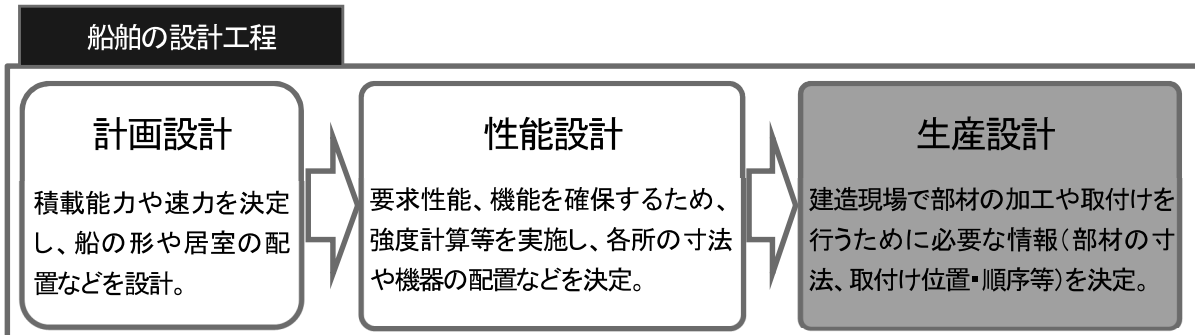 船舶の設計工程
計画設計
積載能力や速力を決定
し、船の形や居室の配
置などを設計。
性能設計
要求性能、機能を確保するため、
強度計算等を実施し、各所の寸法
や機器の配置などを決定。
生産設計
建造現場で部材の加工や取付けを
行うために必要な情報(部材の寸
法、取付け位置・順序等)を決定。